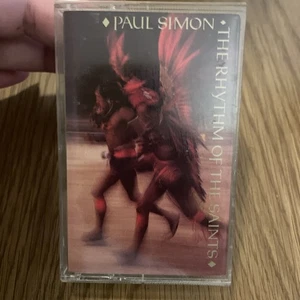 ♦ PAUL SIMON ♦
THE RHYTHM OF THE SAINTS ♦